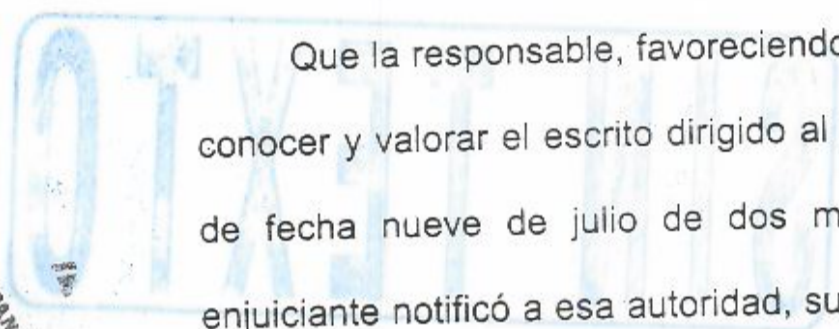 Que la responsable, favoreciendo
conocer y valorar el escrito dirigido al
de fecha nueve de julio de dos m
enjuiciante notificó a esa autoridad, su